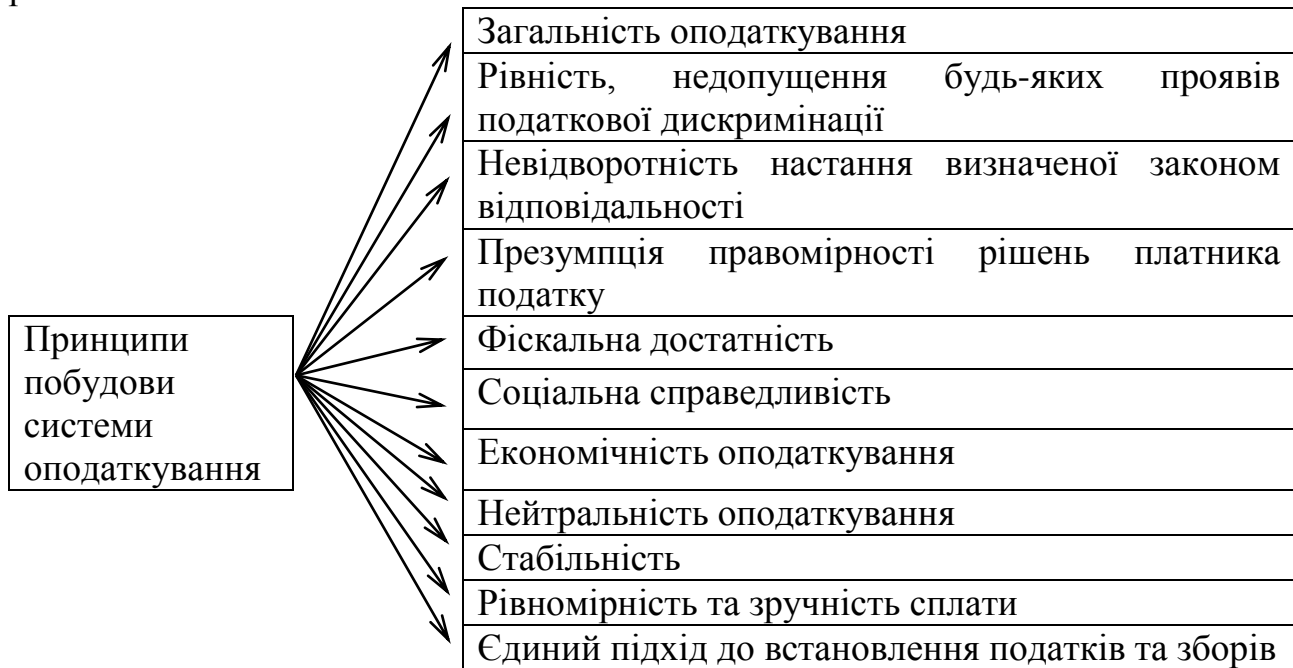 Загальність оподаткування
Рівність, недопущення будь-яких проявів
податкової дискримінації
Невідворотність настання визначеної законом
відповідальності
Презумпція правомірності рішень платника
податку
Фіскальна достатність
Соціальна справедливість
Економічність оподаткування
Нейтральність оподаткування
Стабільність
Рівномірність та зручність сплати
Єдиний підхід до встановлення податків та зборів
Принципи
побудови
системи
оподаткування